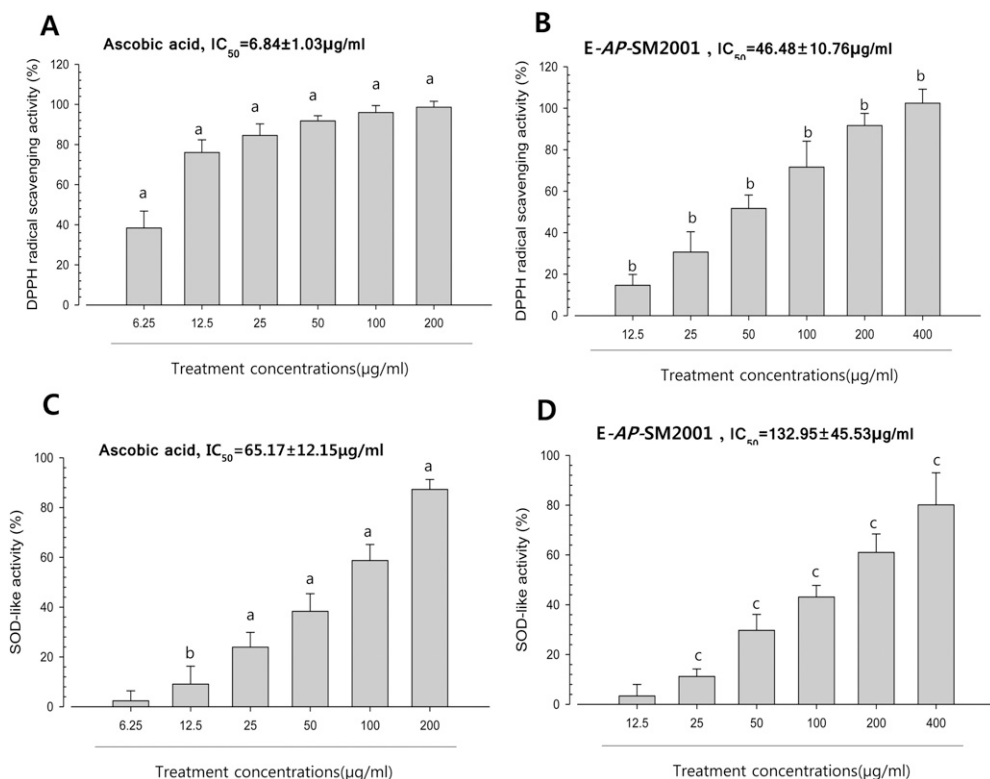 A
Ascobic acid, IC50=6.84±1.03µg/ml
DPPH radical scavenging activity (%)
120
100
80
60
40
20
0
a
a
a
a
a
a
6.25 12.5 25 50 100 200
Treatment concentrations(µg/ml)
B
E-AP-SM2001 , IC50=46.48±10.76µg/ml
DPPH radical scavenging activity (%)
120
100
80
60
40
20
0
b
b
b
b
b
b
12.5 25 50 100 200 400
Treatment concentrations(µg/ml)
C
Ascobic acid, IC50=65.17±12.15µg/ml
SOD-like activity (%)
100
80
60
40
20
0
b
a
a
a
a
6.25 12.5 25 50 100 200
Treatment concentrations(µg/ml)
D
E-AP-SM2001 , IC50=132.95±45.53µg/ml
SOD-like activity (%)
100
80
60
40
20
0
c
c
c
c
c
12.5 25 50 100 200 400
Treatment concentrations(µg/ml)